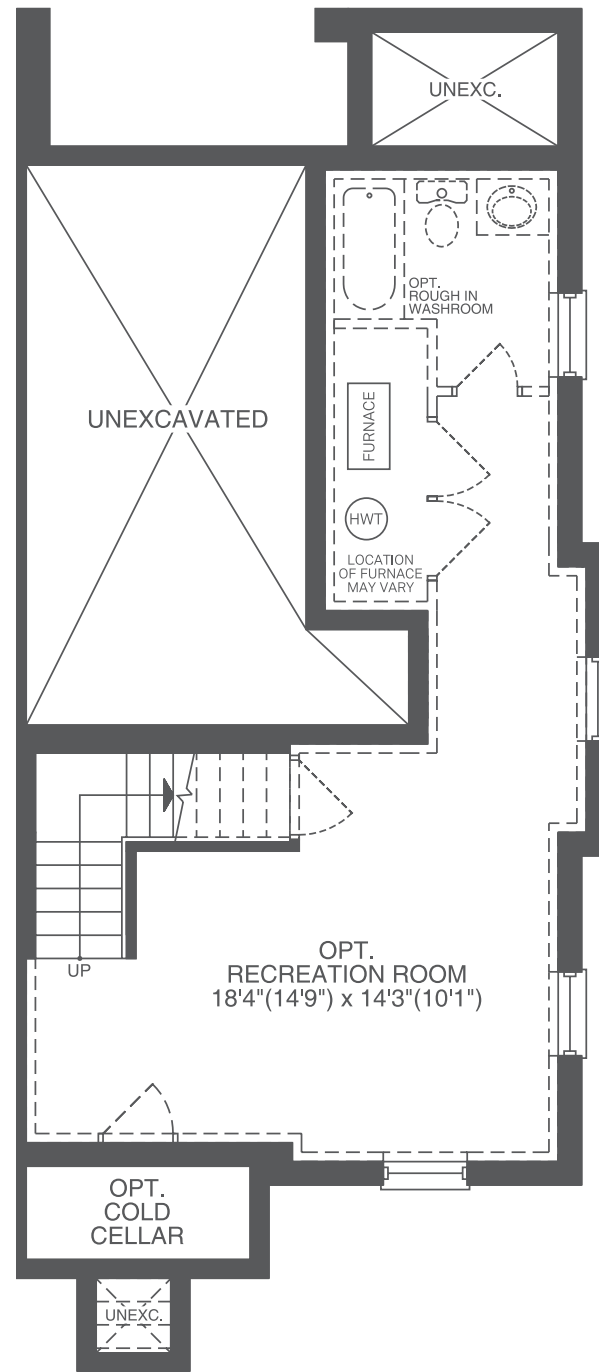 UNEXC.
OPT.
ROUGH IN
WASHROOM
FURNACE
UNEXCAVATED
HWT
LOCATION
OF FURNACE
MAY VARY
OPT.
RECREATION ROOM
18'4"(14'9") x 14'3"(10'1")
UP
OPT.
COLD
CELLAR
UNEXC.